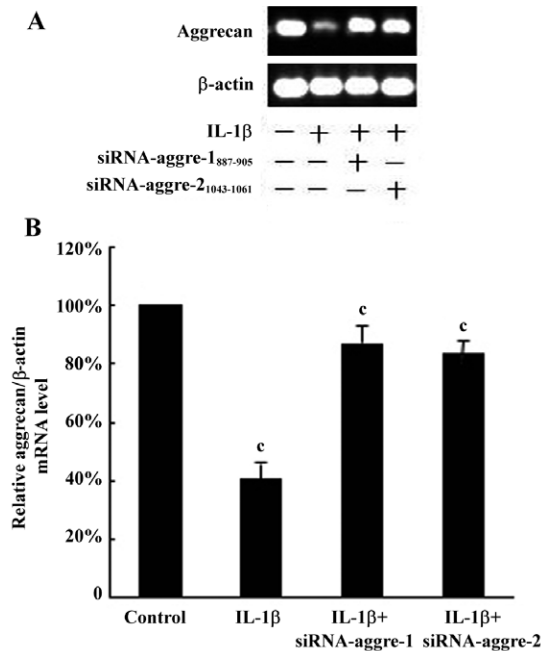 A
Aggrecan
β-actin
IL-1β − + + +
siRNA-aggre-1887-905 − − + −
siRNA-aggre-21043-1061 − − − +
B
Relative aggrecan/β-actin
mRNA level
120%
100%
80%
60%
40%
20%
0
c
c
c
Control IL-1β IL-1β+ IL-1β+
siRNA-aggre-1 siRNA-aggre-2